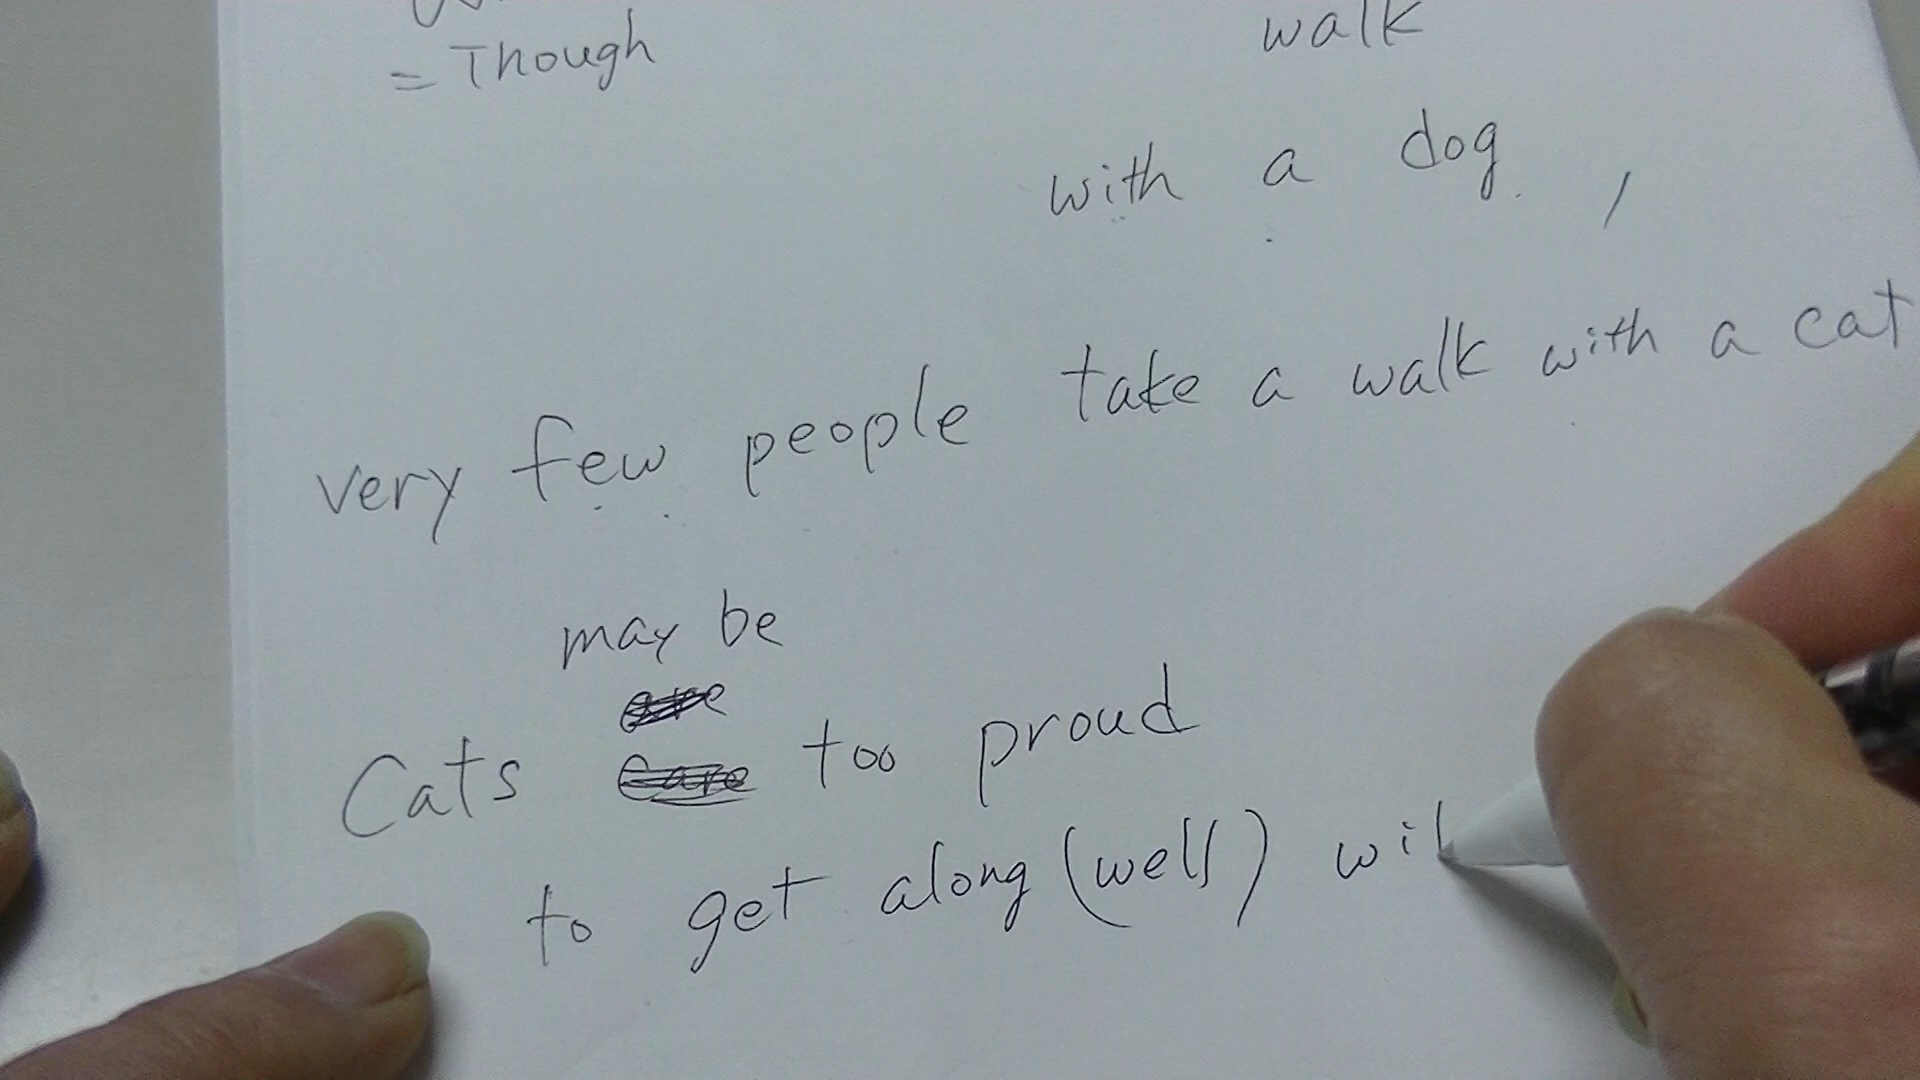 walk
= Though
with a dog ,
very few people take a walk with a cat
may be
Cats too proud
to get along (well) wit